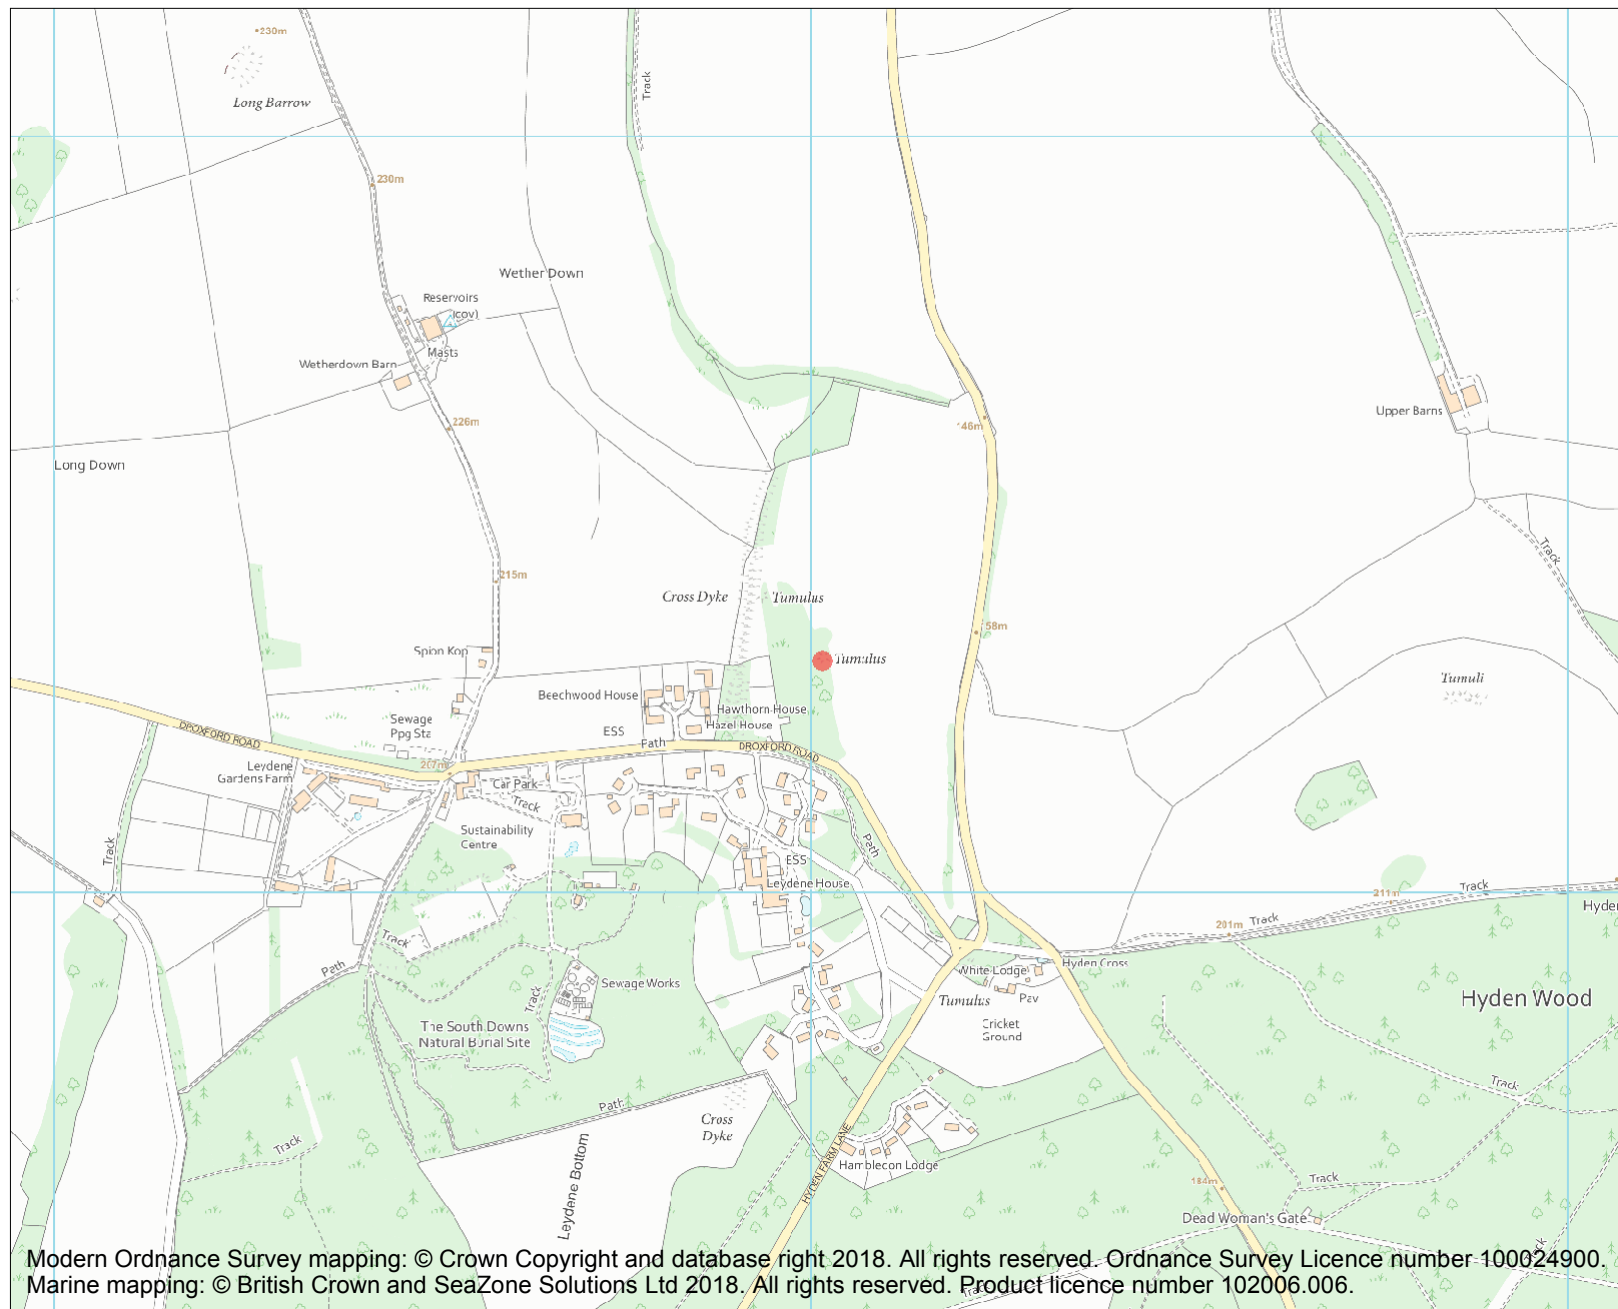 230m
Long Barrow
Track
230m
Wether Down
Reservoirs
(cov)
Masts
Wetherdown Barn
226m
146m
Upper Barns
Long Down
Track
215m
Cross Dyke
Tumulus
58m
Spion Kop
Tumulus
Tumuli
Beechwood House
Hawthorn House
Hazel House
Sewage
Ppg Sta
ESS
Path
DROXFORD ROAD
DROXFORD ROAD
207m
Leydene
Gardens Farm
Car Park
Track
Sustainability
Centre
Track
Path
ESS
Leydene House
211m
Track
Hyden
201m
Track
Track
Path
Hyden Cross
White Lodge
Sewage Works
Track
Tumulus
Pav
Hyden Wood
Cricket
Ground
The South Downs
Natural Burial Site
Track
Path
Cross
Dyke
Track
Leydene Bottom
HYDEN FARM LANE
Hamblecon Lodge
Track
184m
Dead Woman's Gate
Track
Track
Modern Ordnance Survey mapping: © Crown Copyright and database right 2018. All rights reserved. Ordnance Survey Licence number 100024900.
Marine mapping: © British Crown and SeaZone Solutions Ltd 2018. All rights reserved. Product licence number 102006.006.